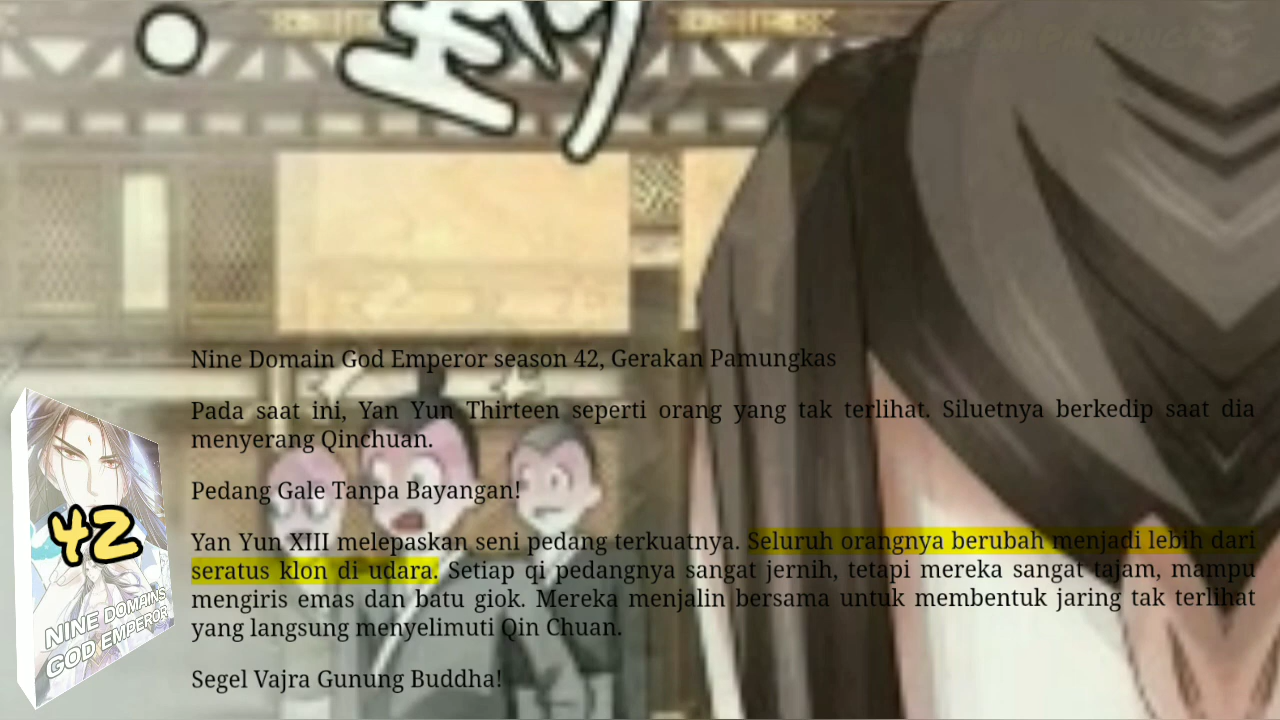 Nine Domain God Emperor season 42, Gerakan Pamungkas
Pada saat ini, Yan Yun Thirteen seperti orang yang tak terlihat. Siluetnya berkedip saat dia
menyerang Qinchuan.
Pedang Gale Tanpa Bayangan!
Yan Yun XIII melepaskan seni pedang terkuatnya. Seluruh orangnya berubah menjadi lebih dari
seratus klon di udara. Setiap qi pedangnya sangat jernih, tetapi mereka sangat tajam, mampu
mengiris emas dan batu giok. Mereka menjalin bersama untuk membentuk jaring tak terlihat
yang langsung menyelimuti Qin Chuan.
Segel Vajra Gunung Buddha!
42
NINE DOMAINS
GOD EMPEROR